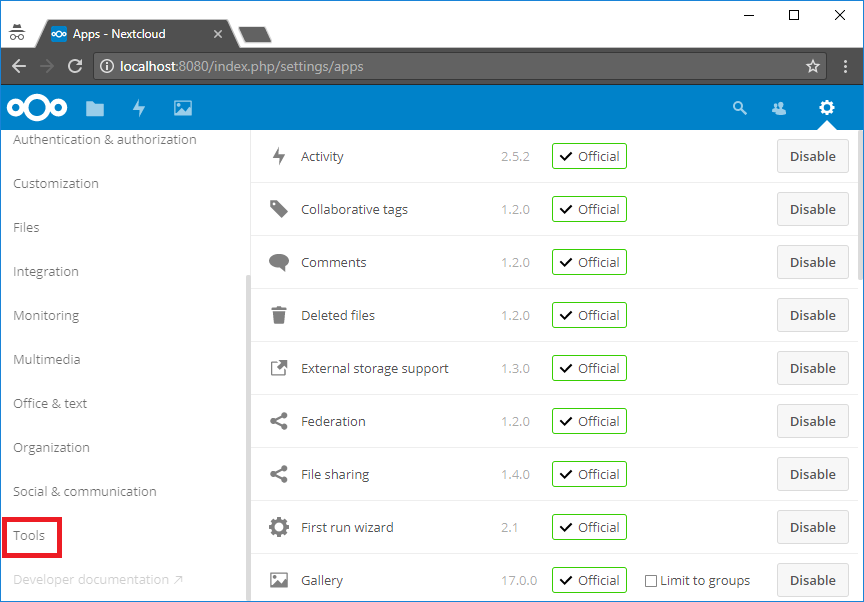 Apps - Nextcloud
localhost:8080/index.php/settings/apps
Authentication & authorization
Customization
Files
Integration
Monitoring
Multimedia
Office & text
Organization
Social & communication
Tools
Developer documentation ↗
Activity 2.5.2 Official Disable
Collaborative tags 1.2.0 Official Disable
Comments 1.2.0 Official Disable
Deleted files 1.2.0 Official Disable
External storage support 1.3.0 Official Disable
Federation 1.2.0 Official Disable
File sharing 1.4.0 Official Disable
First run wizard 2.1 Official Disable
Gallery 17.0.0 Official Limit to groups Disable